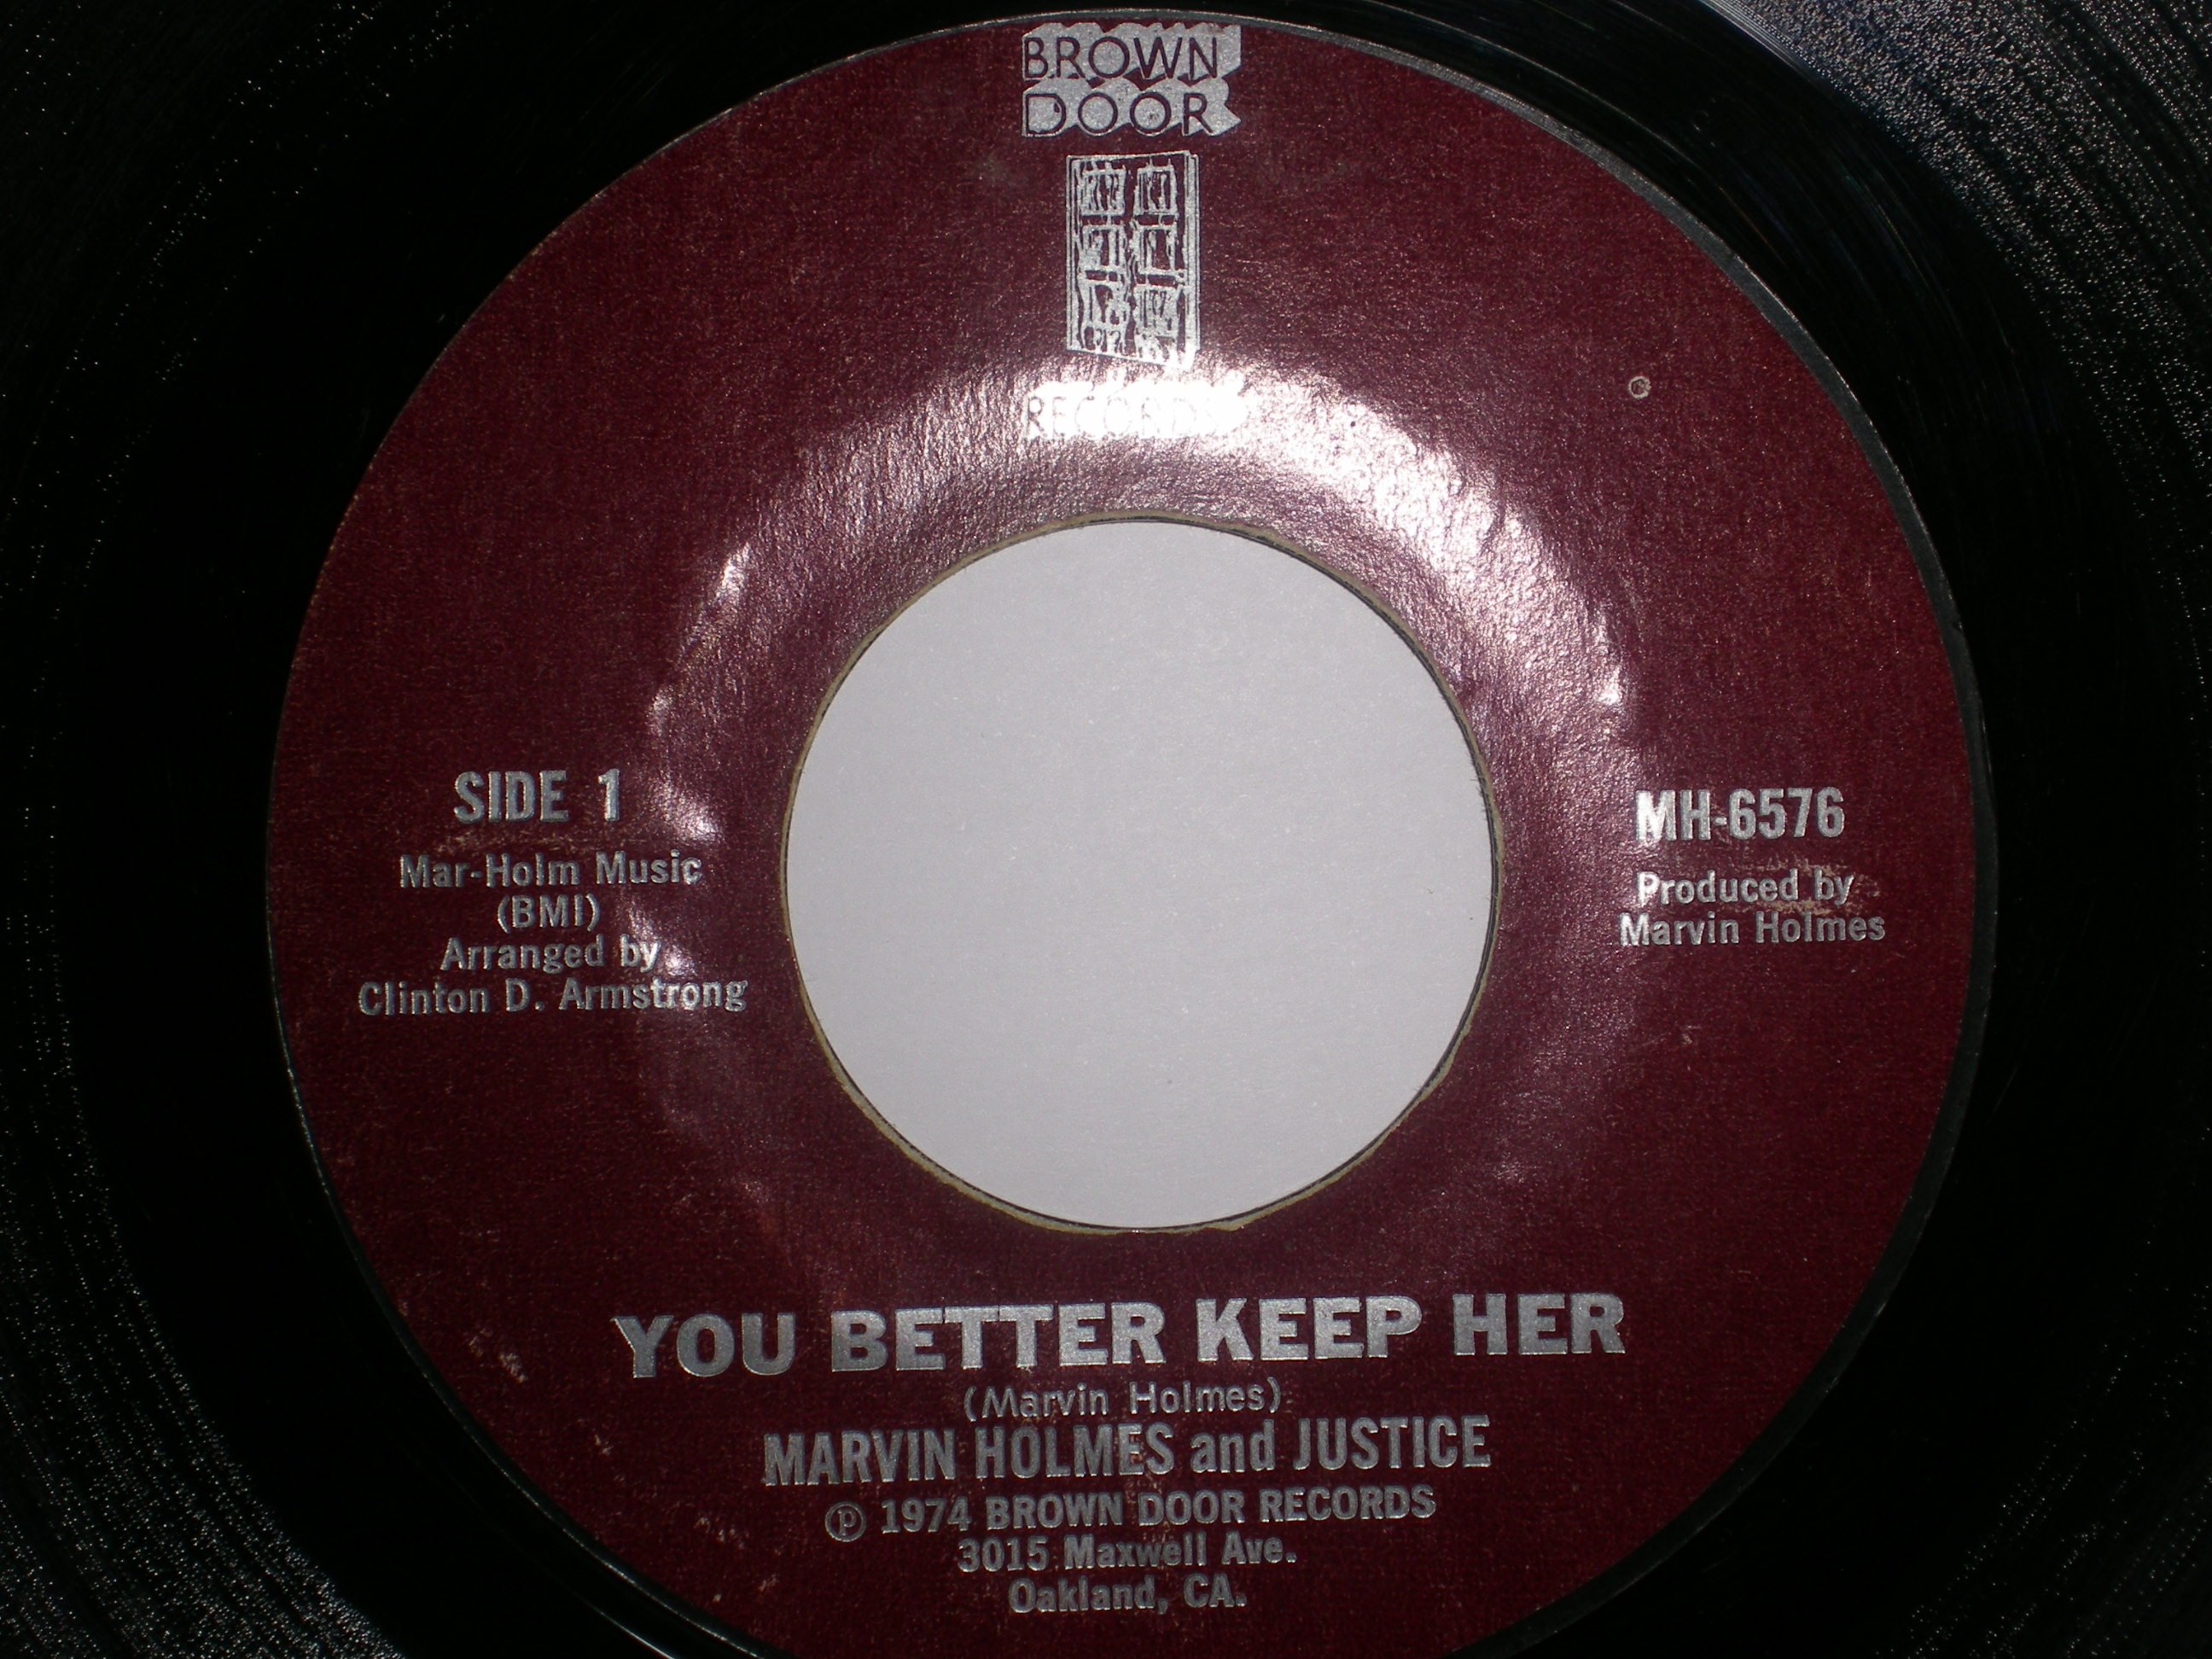 BROWN
DOOR
RECORDS
SIDE 1
Mar-Holm Music
(BMI)
Arranged by
Clinton D. Armstrong
MH-6576
Produced by
Marvin Holmes
YOU BETTER KEEP HER
(Marvin Holmes)
MARVIN HOLMES and JUSTICE
℗ 1974 BROWN DOOR RECORDS
3015 Maxwell Ave.
Oakland, CA.